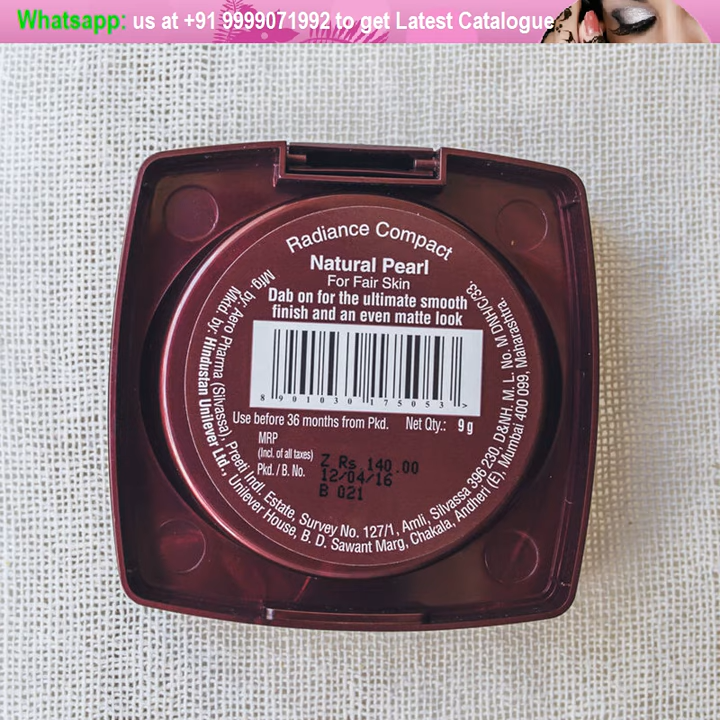 Whatsapp: us at +91 9999071992 to get Latest Catalogue
Radiance Compact
Natural Pearl
For Fair Skin
Dab on for the ultimate smooth
finish and an even matte look
8 901030 175053 >
Use before 36 months from Pkd. Net Qty.: 9 g
MRP
(Incl. of all taxes)
Z Rs 140.00
Pkd. / B. No.
12/04/16
B 021
Mfg. by: Aero Pharma (Silvassa), Preeti Indl. Estate, Survey No. 127/1, Amli, Silvassa 396 230, D&NH. M. L. No. M DNH/C/33.
Mktd. by: Hindustan Unilever Ltd., Unilever House, B. D. Sawant Marg, Chakala, Andheri (E), Mumbai 400 099, Maharashtra.